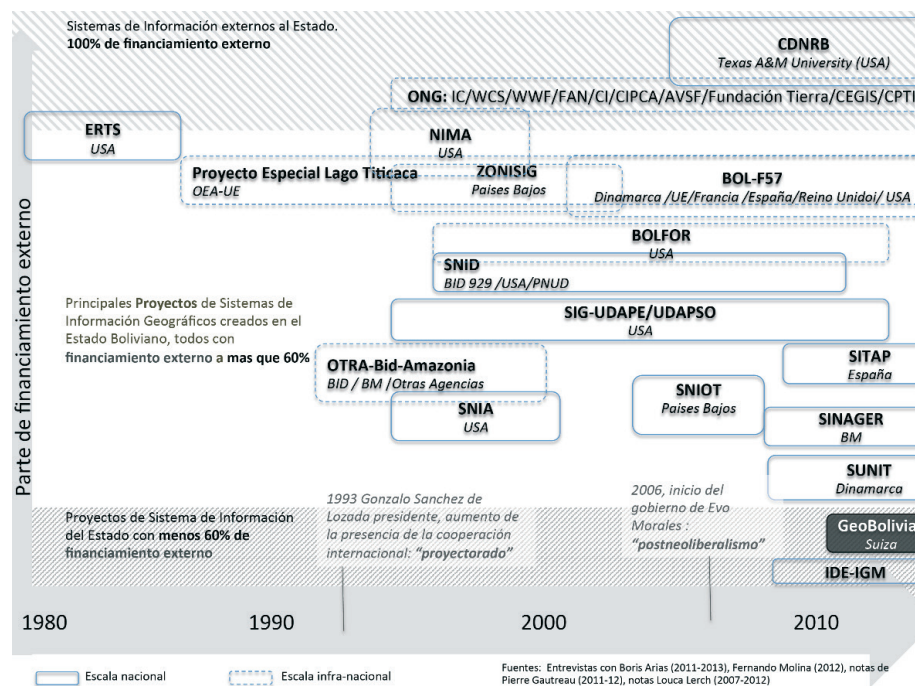 Sistemas de Información externos al Estado.
100% de financiamiento externo
CDNRB
Texas A&M University (USA)
ONG: IC/WCS/WWF/FAN/CI/CIPCA/AVSF/Fundación Tierra/CEGIS/CPTI
ERTS
USA
NIMA
USA
Proyecto Especial Lago Titicaca
OEA-UE
ZONISIG
Paises Bajos
BOL-F57
Dinamarca /UE/Francia /España/Reino Unidoi/ USA
BOLFOR
USA
SNiD
BID 929 /USA/PNUD
Parte de financiamiento externo
Principales Proyectos de Sistemas de
Información Geográficos creados en el
Estado Boliviano, todos con
financiamiento externo a mas que 60%
SIG-UDAPE/UDAPSO
USA
OTRA-Bid-Amazonia
BID / BM /Otras Agencias
SITAP
España
SNIA
USA
SNIOT
Paises Bajos
SINAGER
BM
SUNIT
Dinamarca
Proyectos de Sistema de Información
del Estado con menos 60% de
financiamiento externo
1993 Gonzalo Sanchez de
Lozada presidente, aumento de
la presencia de la cooperación
internacional: “proyectorado”
2006, inicio del
gobierno de Evo
Morales :
“postneoliberalismo”
GeoBolivia
Suiza
IDE-IGM
1980 1990 2000 2010
Escala nacional
Escala infra-nacional
Fuentes: Entrevistas con Boris Arias (2011-2013), Fernando Molina (2012), notas de
Pierre Gautreau (2011-12), notas Louca Lerch (2007-2012)